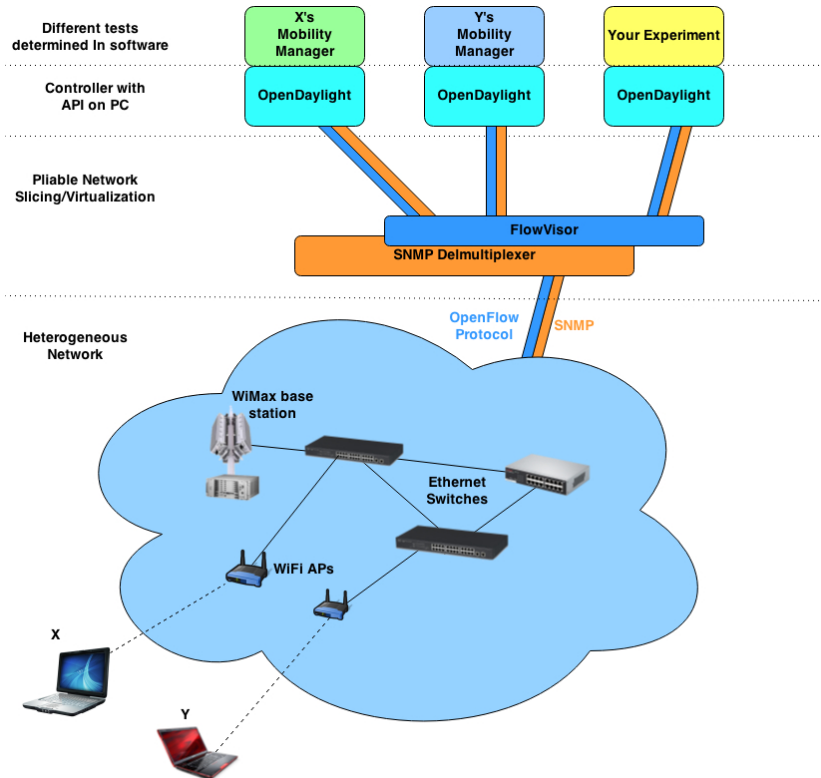 Different tests
determined In software
X's
Mobility
Manager
Y's
Mobility
Manager
Your Experiment
Controller with
API on PC
OpenDaylight
OpenDaylight
OpenDaylight
Pliable Network
Slicing/Virtualization
FlowVisor
SNMP Delmultiplexer
OpenFlow
Protocol
SNMP
Heterogeneous
Network
WiMax base
station
Ethernet
Switches
WiFi APs
X
Y